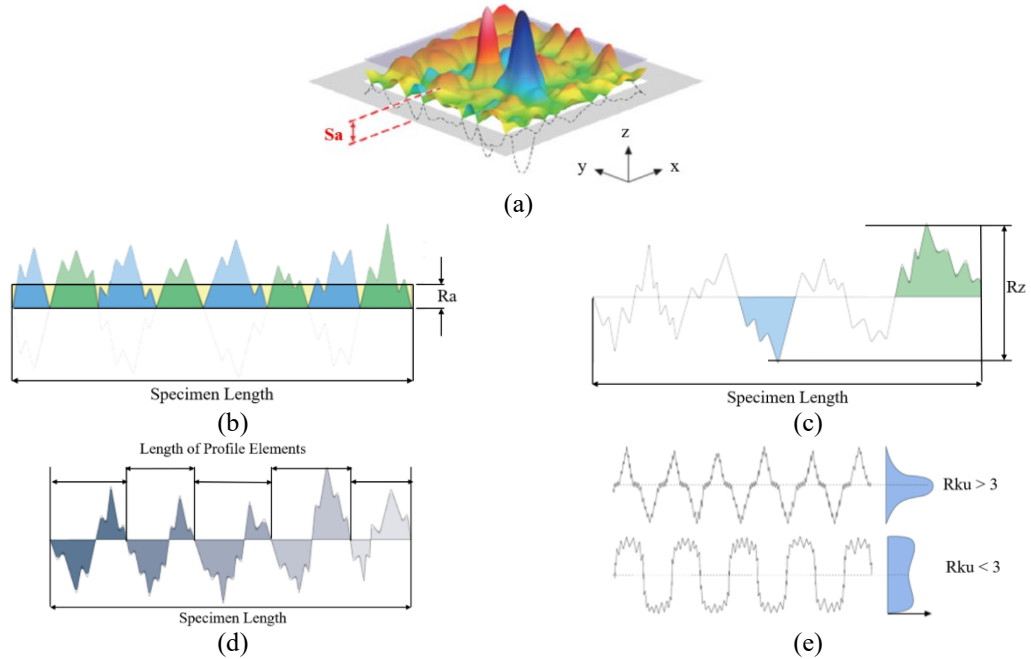 Sa
z
y
x
(a)
Ra
Specimen Length
(b)
Rz
Specimen Length
(c)
Length of Profile Elements
Specimen Length
(d)
Rku > 3
Rku < 3
(e)